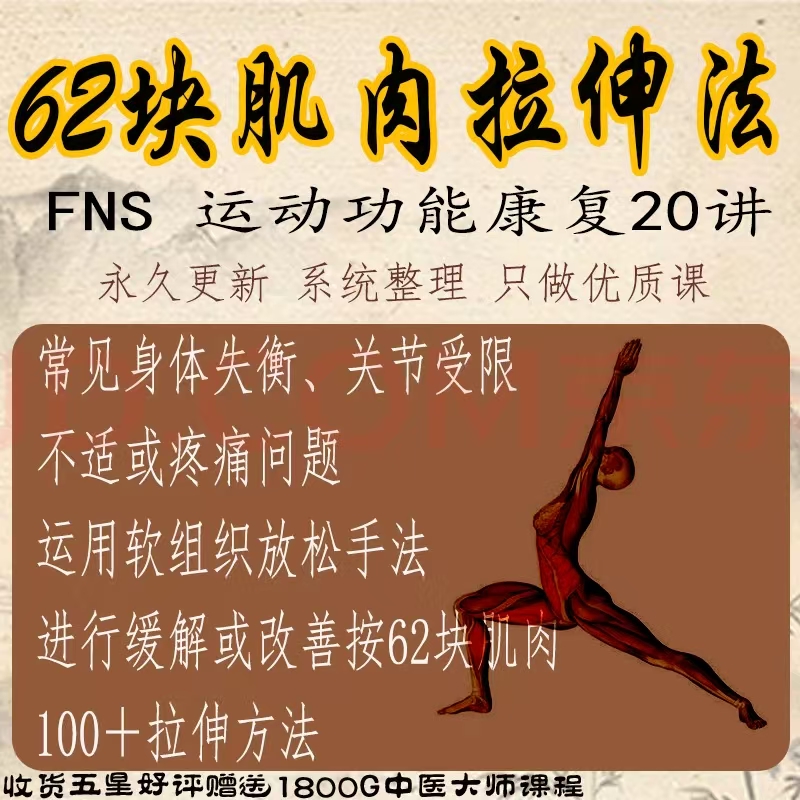 62块肌肉拉伸法
FNS 运动功能康复20讲
永久更新 系统整理 只做优质课
常见身体失衡、关节受限
不适或疼痛问题
运用软组织放松手法
进行缓解或改善按62块肌肉
100+拉伸方法
收货五星好评赠送1800G中医大师课程